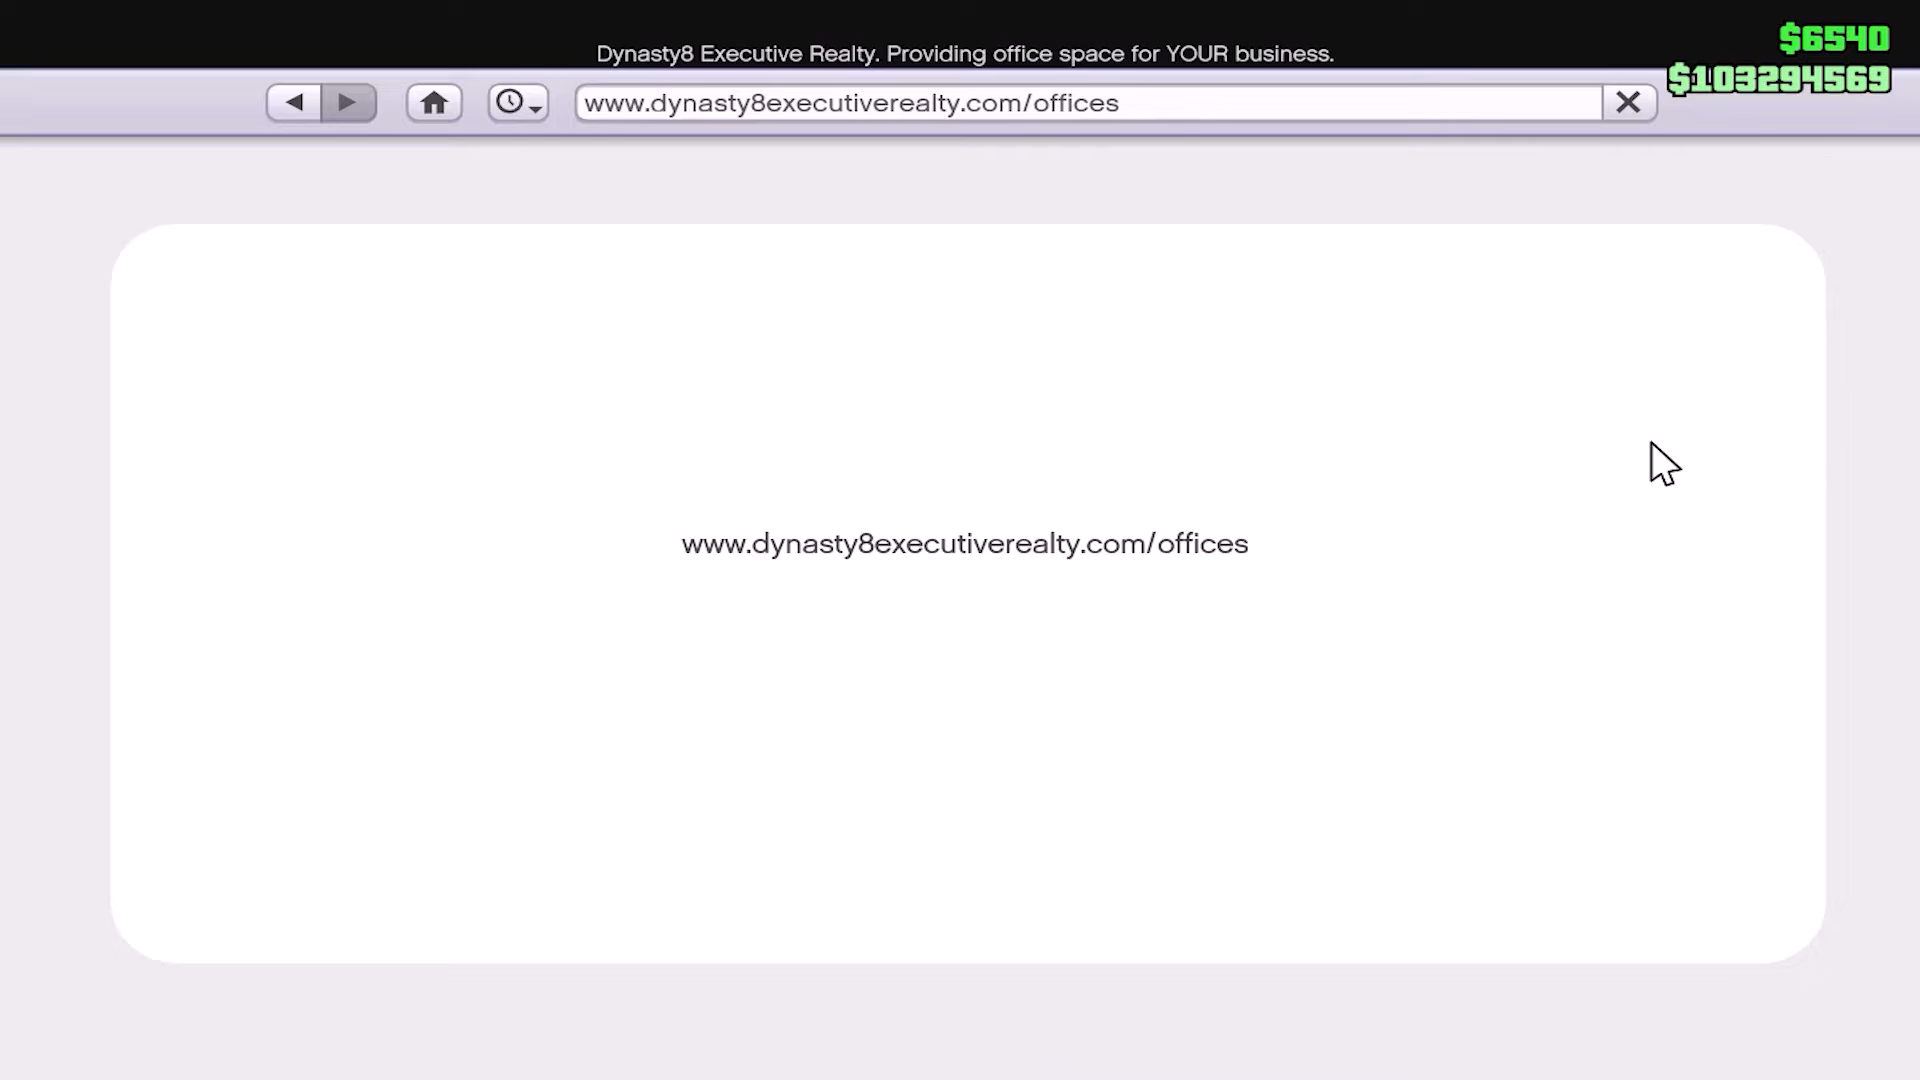 $6540
Dynasty8 Executive Realty. Providing office space for YOUR business.
$103294569
www.dynasty8executiverealty.com/offices
www.dynasty8executiverealty.com/offices